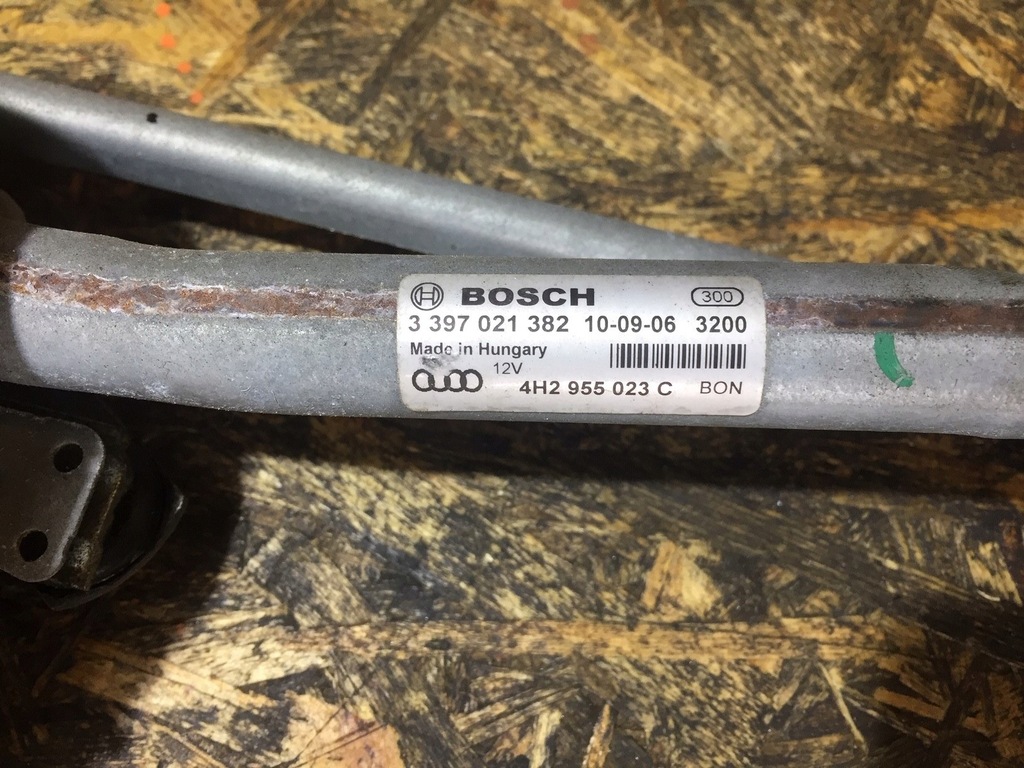 BOSCH 300
3 397 021 382 10-09-06 3200
Made in Hungary
12V
4H2 955 023 C BON